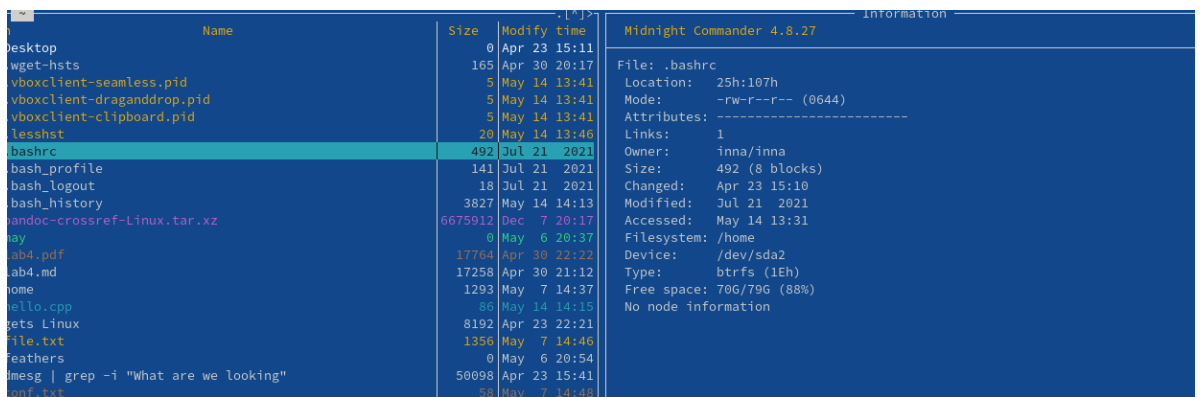 ~ .[^]>
n Name Size Modify time
Desktop 0 Apr 23 15:11
.wget-hsts 165 Apr 30 20:17
.vboxclient-seamless.pid 5 May 14 13:41
.vboxclient-draganddrop.pid 5 May 14 13:41
.vboxclient-clipboard.pid 5 May 14 13:41
.lesshst 20 May 14 13:46
.bashrc 492 Jul 21 2021
.bash_profile 141 Jul 21 2021
.bash_logout 18 Jul 21 2021
.bash_history 3827 May 14 14:13
pandoc-crossref-Linux.tar.xz 6675912 Dec 7 20:17
may 0 May 6 20:37
lab4.pdf 17764 Apr 30 22:22
lab4.md 17258 Apr 30 21:12
home 1293 May 7 14:37
hello.cpp 86 May 14 14:15
gets Linux 8192 Apr 23 22:21
file.txt 1356 May 7 14:46
feathers 0 May 6 20:54
dmesg | grep -i "What are we looking" 50098 Apr 23 15:41
conf.txt 58 May 7 14:48
Information
Midnight Commander 4.8.27
File: .bashrc
Location: 25h:107h
Mode: -rw-r--r-- (0644)
Attributes: -------------------------
Links: 1
Owner: inna/inna
Size: 492 (8 blocks)
Changed: Apr 23 15:10
Modified: Jul 21 2021
Accessed: May 14 13:31
Filesystem: /home
Device: /dev/sda2
Type: btrfs (1Eh)
Free space: 70G/79G (88%)
No node information